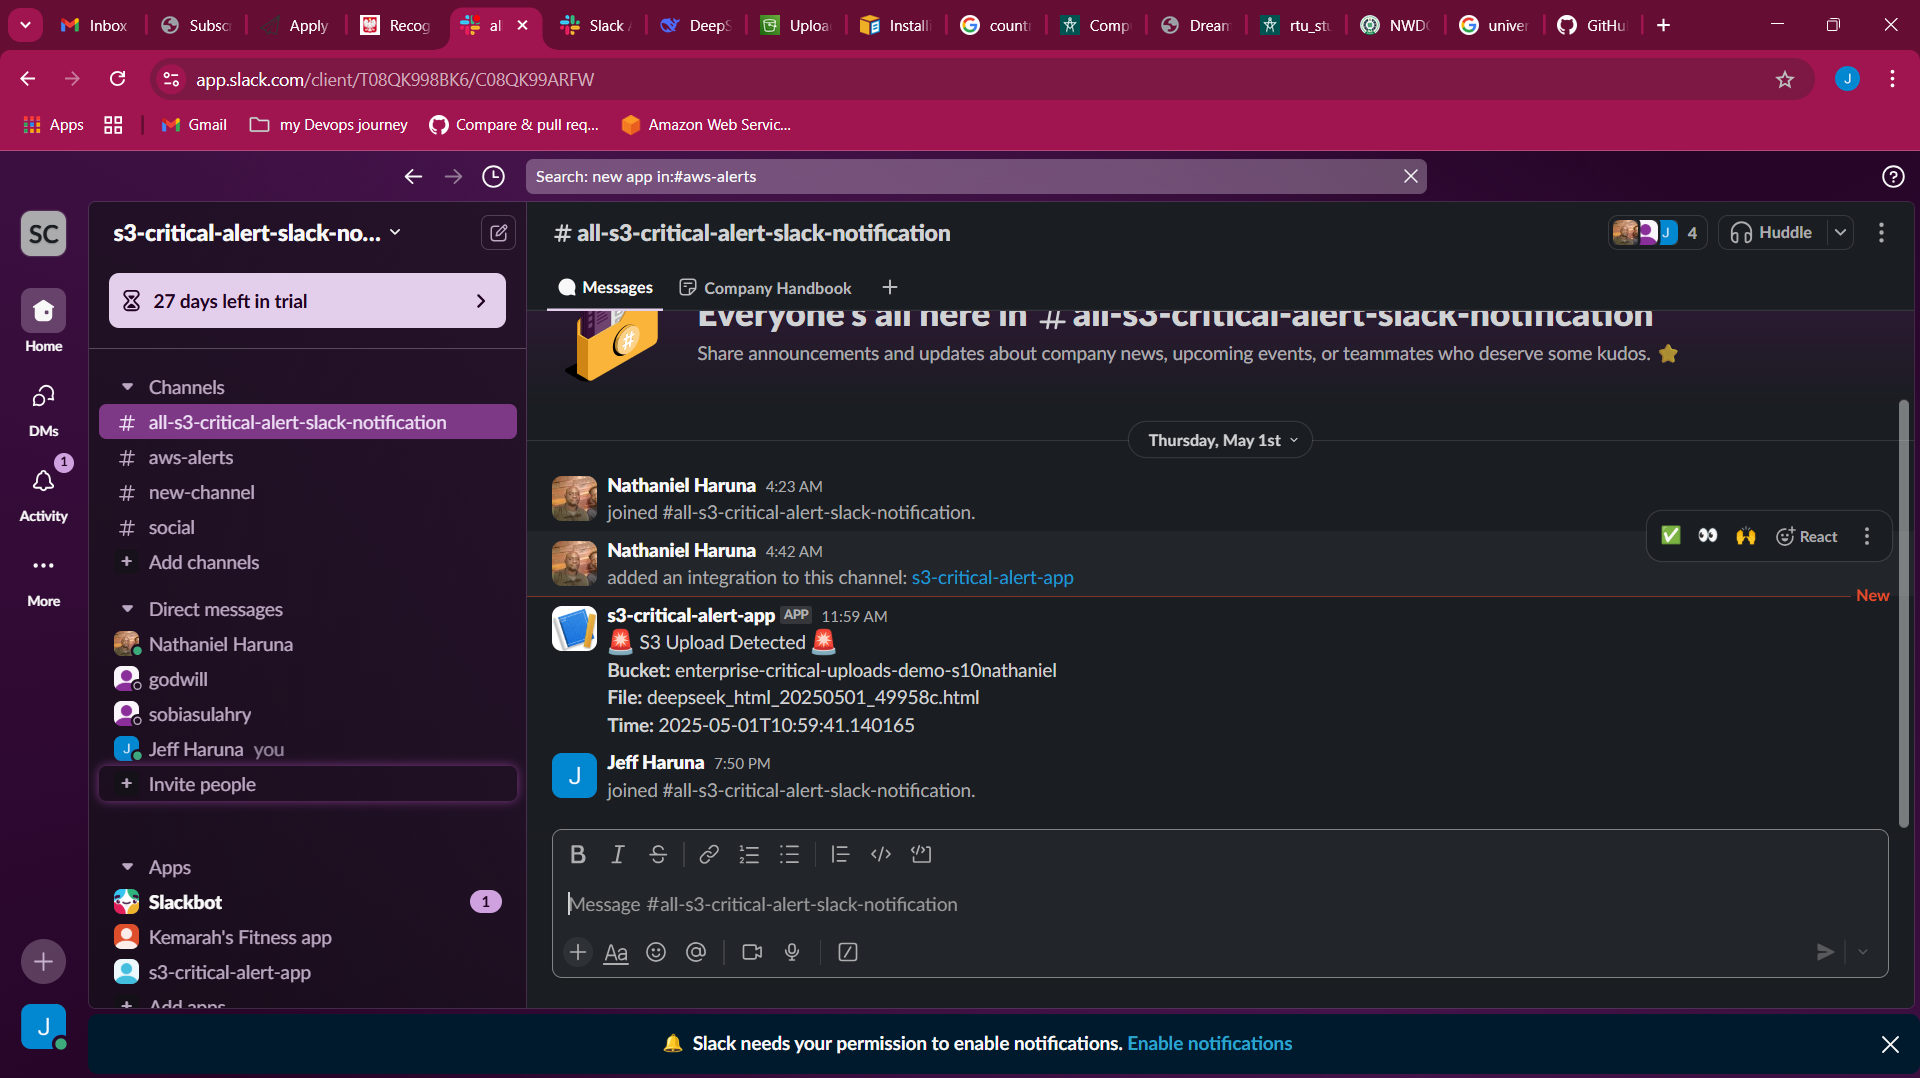 Inbox
Subsc
Apply
Recog
al
Slack
DeepS
Uploa
Install
count
Comp
Dream
rtu_stu
NWDC
univer
GitHu
app.slack.com/client/T08QK998BK6/C08QK99ARFW
J
Apps
Gmail
my Devops journey
Compare & pull req...
Amazon Web Servic...
Search: new app in:#aws-alerts
SC
Home
DMs
1
Activity
More
J
s3-critical-alert-slack-no...
27 days left in trial
Channels
# all-s3-critical-alert-slack-notification
# aws-alerts
# new-channel
# social
+ Add channels
Direct messages
Nathaniel Haruna
godwill
sobiasulahry
J Jeff Haruna you
+ Invite people
Apps
Slackbot 1
Kemarah's Fitness app
s3-critical-alert-app
+ Add apps
# all-s3-critical-alert-slack-notification
J 4
Huddle
Messages
Company Handbook
Everyone's all here in # all-s3-critical-alert-slack-notification
Share announcements and updates about company news, upcoming events, or teammates who deserve some kudos. ⭐
Thursday, May 1st
Nathaniel Haruna 4:23 AM
joined #all-s3-critical-alert-slack-notification.
✅ 👀 🙌 React
Nathaniel Haruna 4:42 AM
added an integration to this channel: s3-critical-alert-app
New
s3-critical-alert-app APP 11:59 AM
🚨 S3 Upload Detected 🚨
Bucket: enterprise-critical-uploads-demo-s10nathaniel
File: deepseek_html_20250501_49958c.html
Time: 2025-05-01T10:59:41.140165
J
Jeff Haruna 7:50 PM
joined #all-s3-critical-alert-slack-notification.
B I S
Message #all-s3-critical-alert-slack-notification
+ Aa @
🔔 Slack needs your permission to enable notifications. Enable notifications